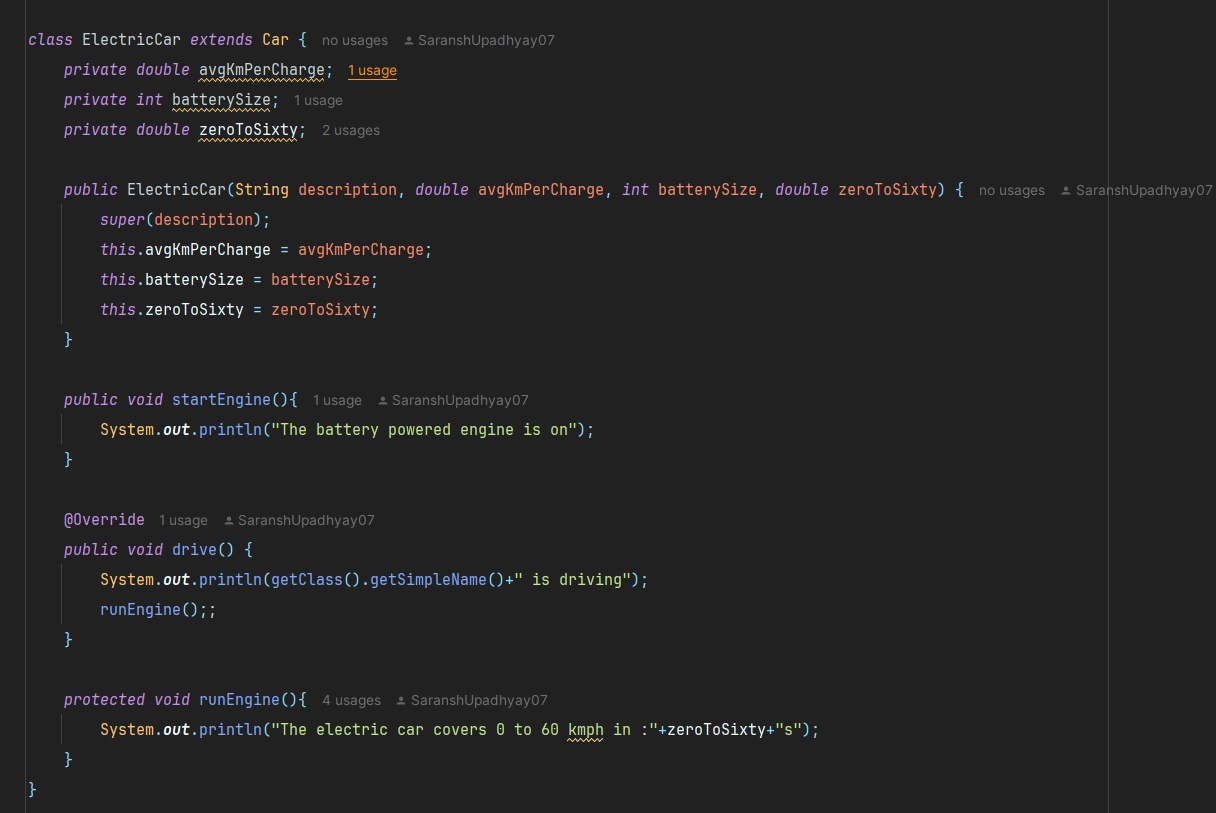 class ElectricCar extends Car { no usages SaranshUpadhyay07
private double avgKmPerCharge; 1 usage
private int batterySize; 1 usage
private double zeroToSixty; 2 usages
public ElectricCar(String description, double avgKmPerCharge, int batterySize, double zeroToSixty) { no usages SaranshUpadhyay07
super(description);
this.avgKmPerCharge = avgKmPerCharge;
this.batterySize = batterySize;
this.zeroToSixty = zeroToSixty;
}
public void startEngine(){ 1 usage SaranshUpadhyay07
System.out.println("The battery powered engine is on");
}
@Override 1 usage SaranshUpadhyay07
public void drive() {
System.out.println(getClass().getSimpleName()+" is driving");
runEngine();;
}
protected void runEngine(){ 4 usages SaranshUpadhyay07
System.out.println("The electric car covers 0 to 60 kmph in :"+zeroToSixty+"s");
}
}